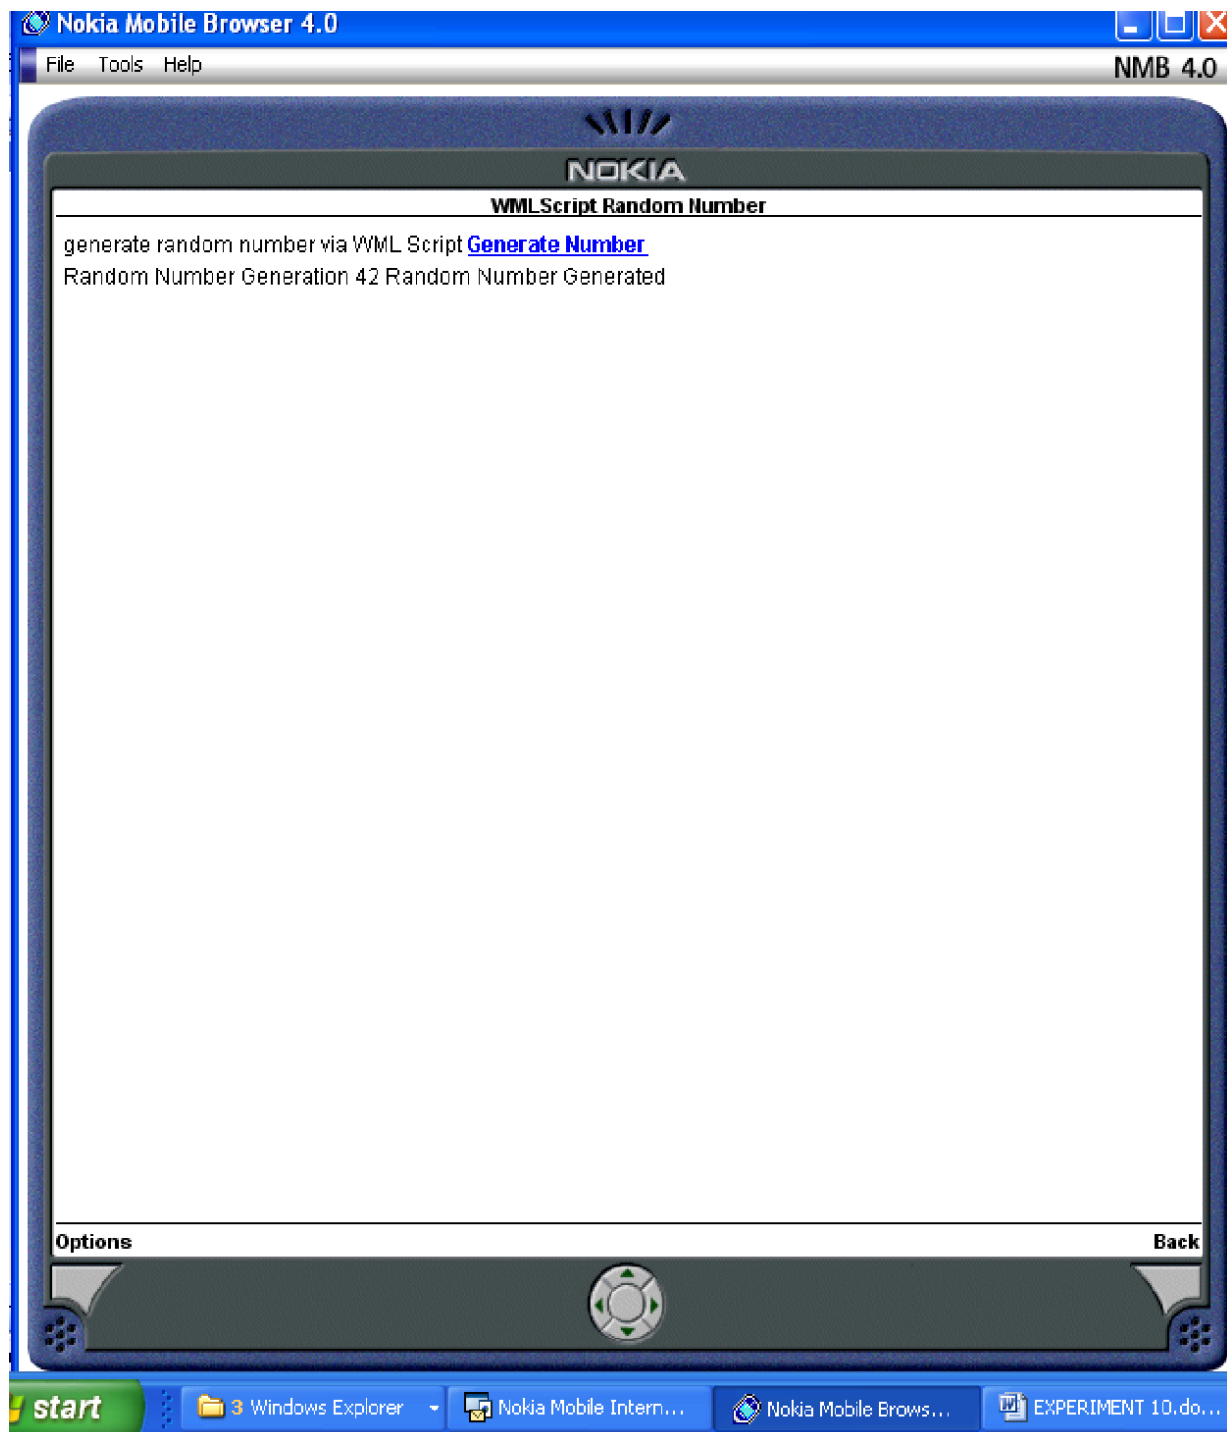 Nokia Mobile Browser 4.0
File Tools Help NMB 4.0
NOKIA
WMLScript Random Number
generate random number via WML Script Generate Number
Random Number Generation 42 Random Number Generated
Options Back
start 3 Windows Explorer Nokia Mobile Intern... Nokia Mobile Brows... EXPERIMENT 10.do...